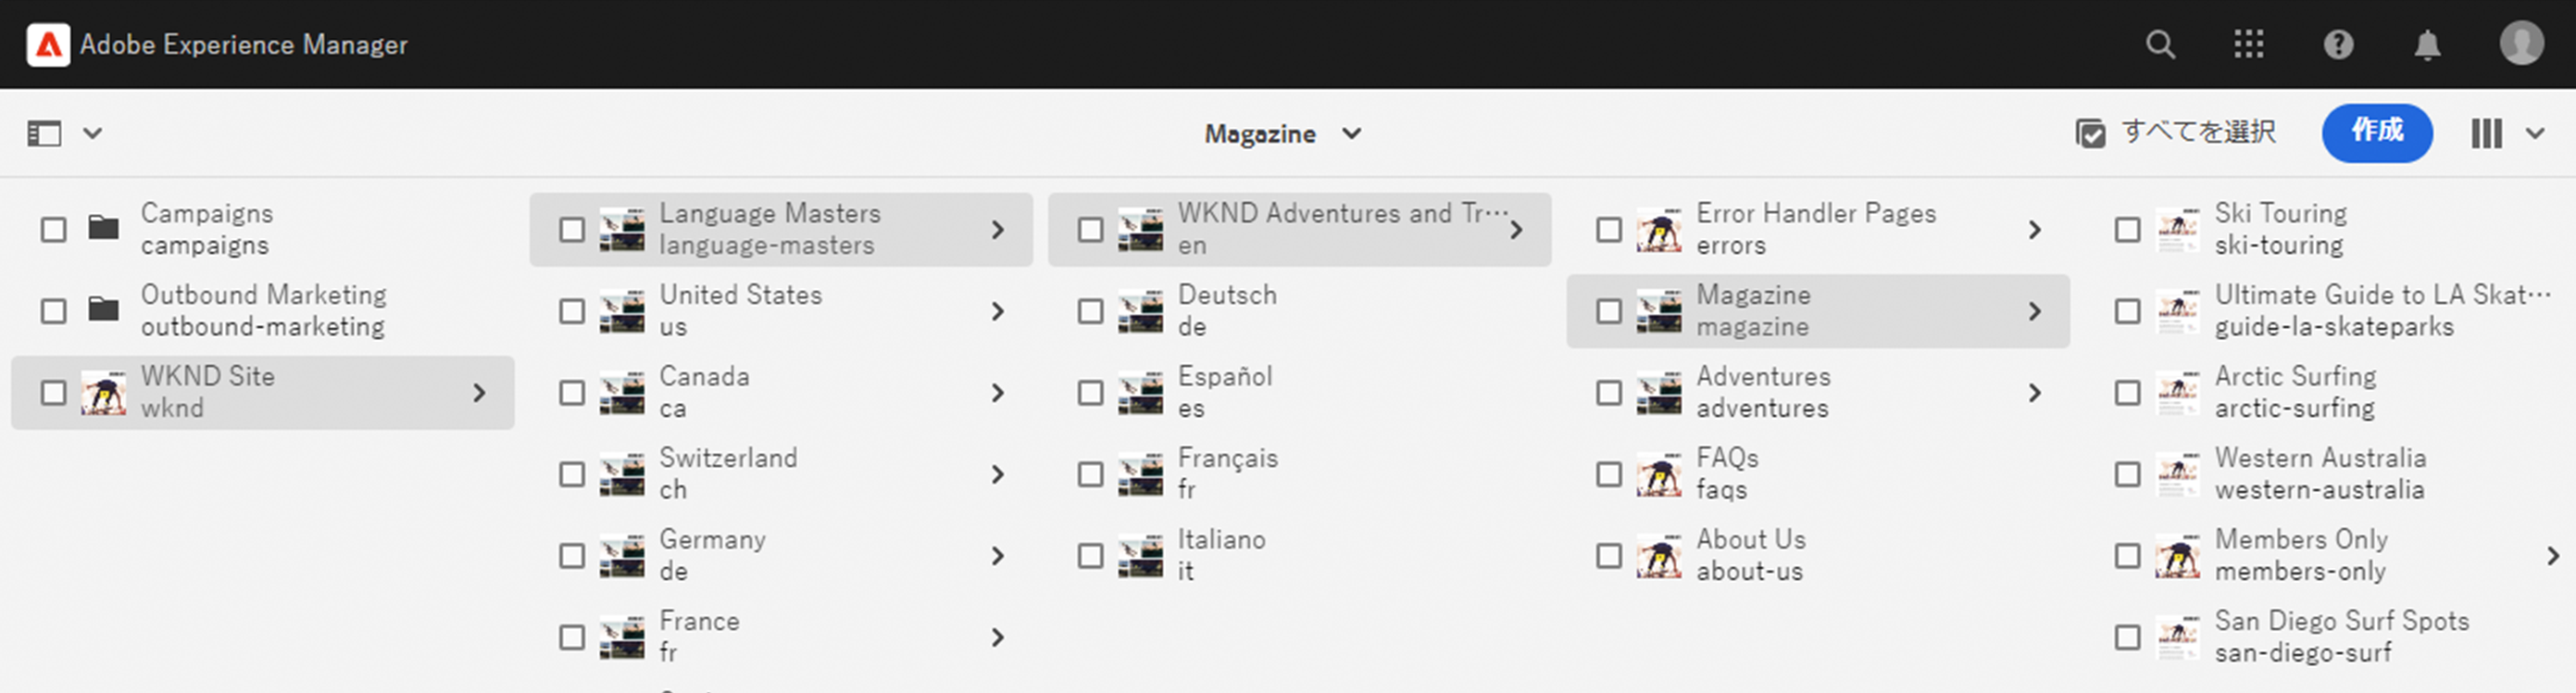 Adobe Experience Manager
Magazine
すべてを選択
作成
Campaigns
campaigns
Outbound Marketing
outbound-marketing
WKND Site
wknd
Language Masters
language-masters
United States
us
Canada
ca
Switzerland
ch
Germany
de
France
fr
WKND Adventures and Tr…
en
Deutsch
de
Español
es
Français
fr
Italiano
it
Error Handler Pages
errors
Magazine
magazine
Adventures
adventures
FAQs
faqs
About Us
about-us
Ski Touring
ski-touring
Ultimate Guide to LA Skat…
guide-la-skateparks
Arctic Surfing
arctic-surfing
Western Australia
western-australia
Members Only
members-only
San Diego Surf Spots
san-diego-surf